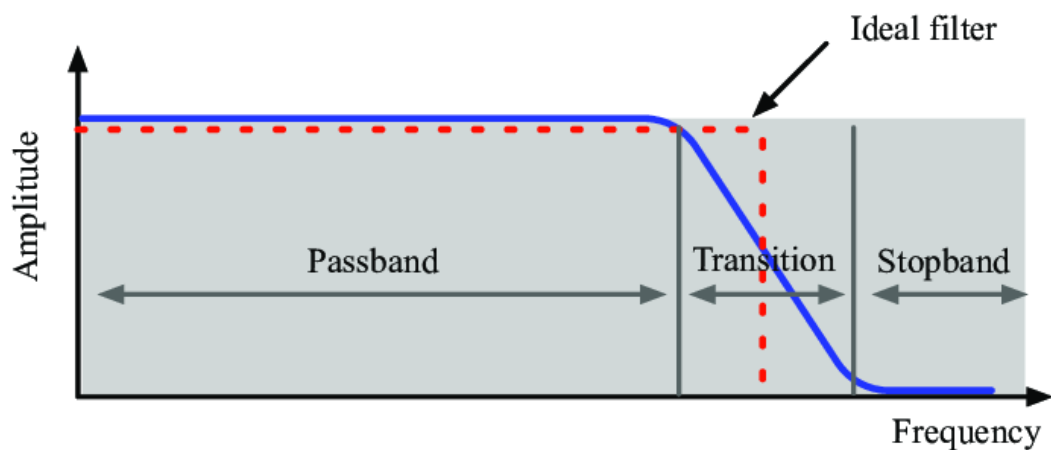 Ideal filter
Amplitude
Passband
Transition
Stopband
Frequency